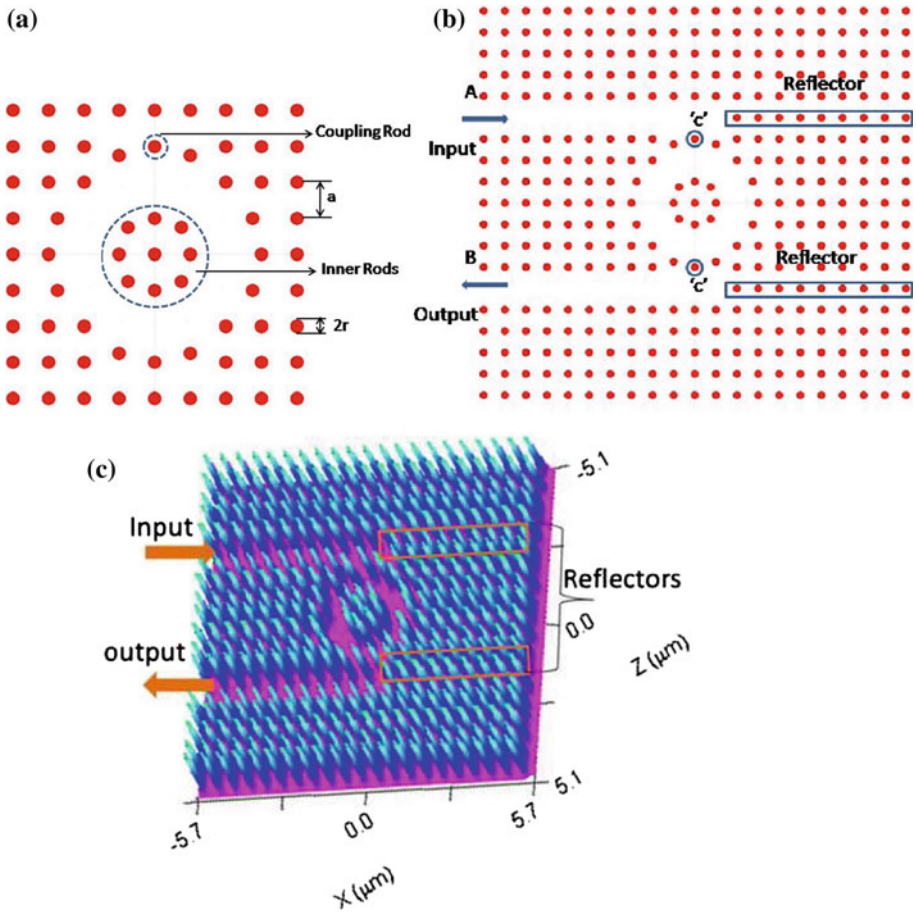 (a)
Coupling Rod
a
Inner Rods
2r
(b)
A
Reflector
'c'
Input
B
Reflector
'c'
Output
(c)
Input
output
Reflectors
-5.1
0.0
5.1
Z (μm)
-5.7
0.0
5.7
X (μm)